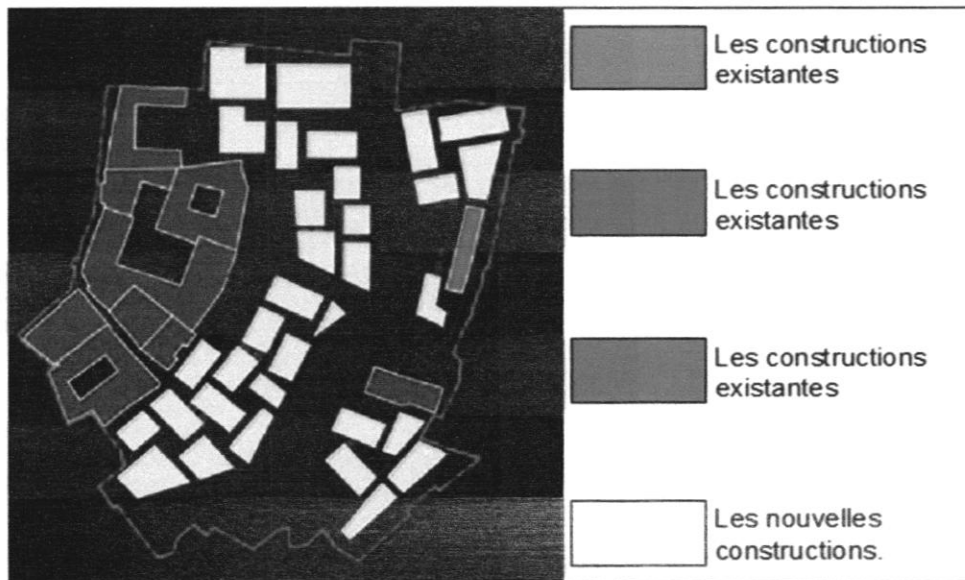 Les constructions
existantes
Les constructions
existantes
Les constructions
existantes
Les nouvelles
constructions.